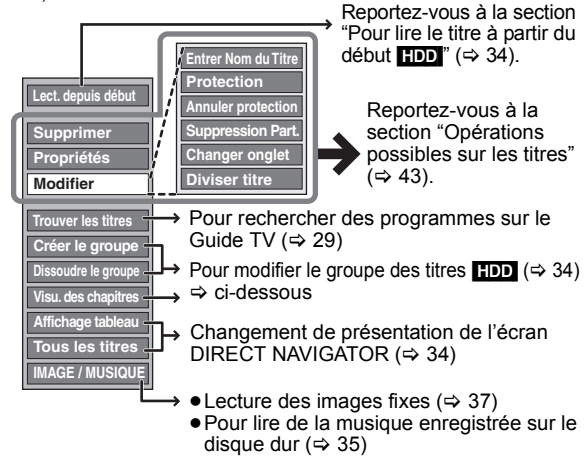 Reportez-vous à la section
“Pour lire le titre à partir du
début HDD” (⇨ 34).
Lect. depuis début
Supprimer
Propriétés
Modifier
Entrer Nom du Titre
Protection
Annuler protection
Suppression Part.
Changer onglet
Diviser titre
Reportez-vous à la
section “Opérations
possibles sur les titres”
(⇨ 43).
Trouver les titres
Créer le groupe
Dissoudre le groupe
Visu. des chapitres
Affichage tableau
Tous les titres
IMAGE / MUSIQUE
Pour rechercher des programmes sur le
Guide TV (⇨ 29)
Pour modifier le groupe des titres HDD (⇨ 34)
⇨ ci-dessous
Changement de présentation de l’écran
DIRECT NAVIGATOR (⇨ 34)
●Lecture des images fixes (⇨ 37)
●Pour lire de la musique enregistrée sur le
disque dur (⇨ 35)